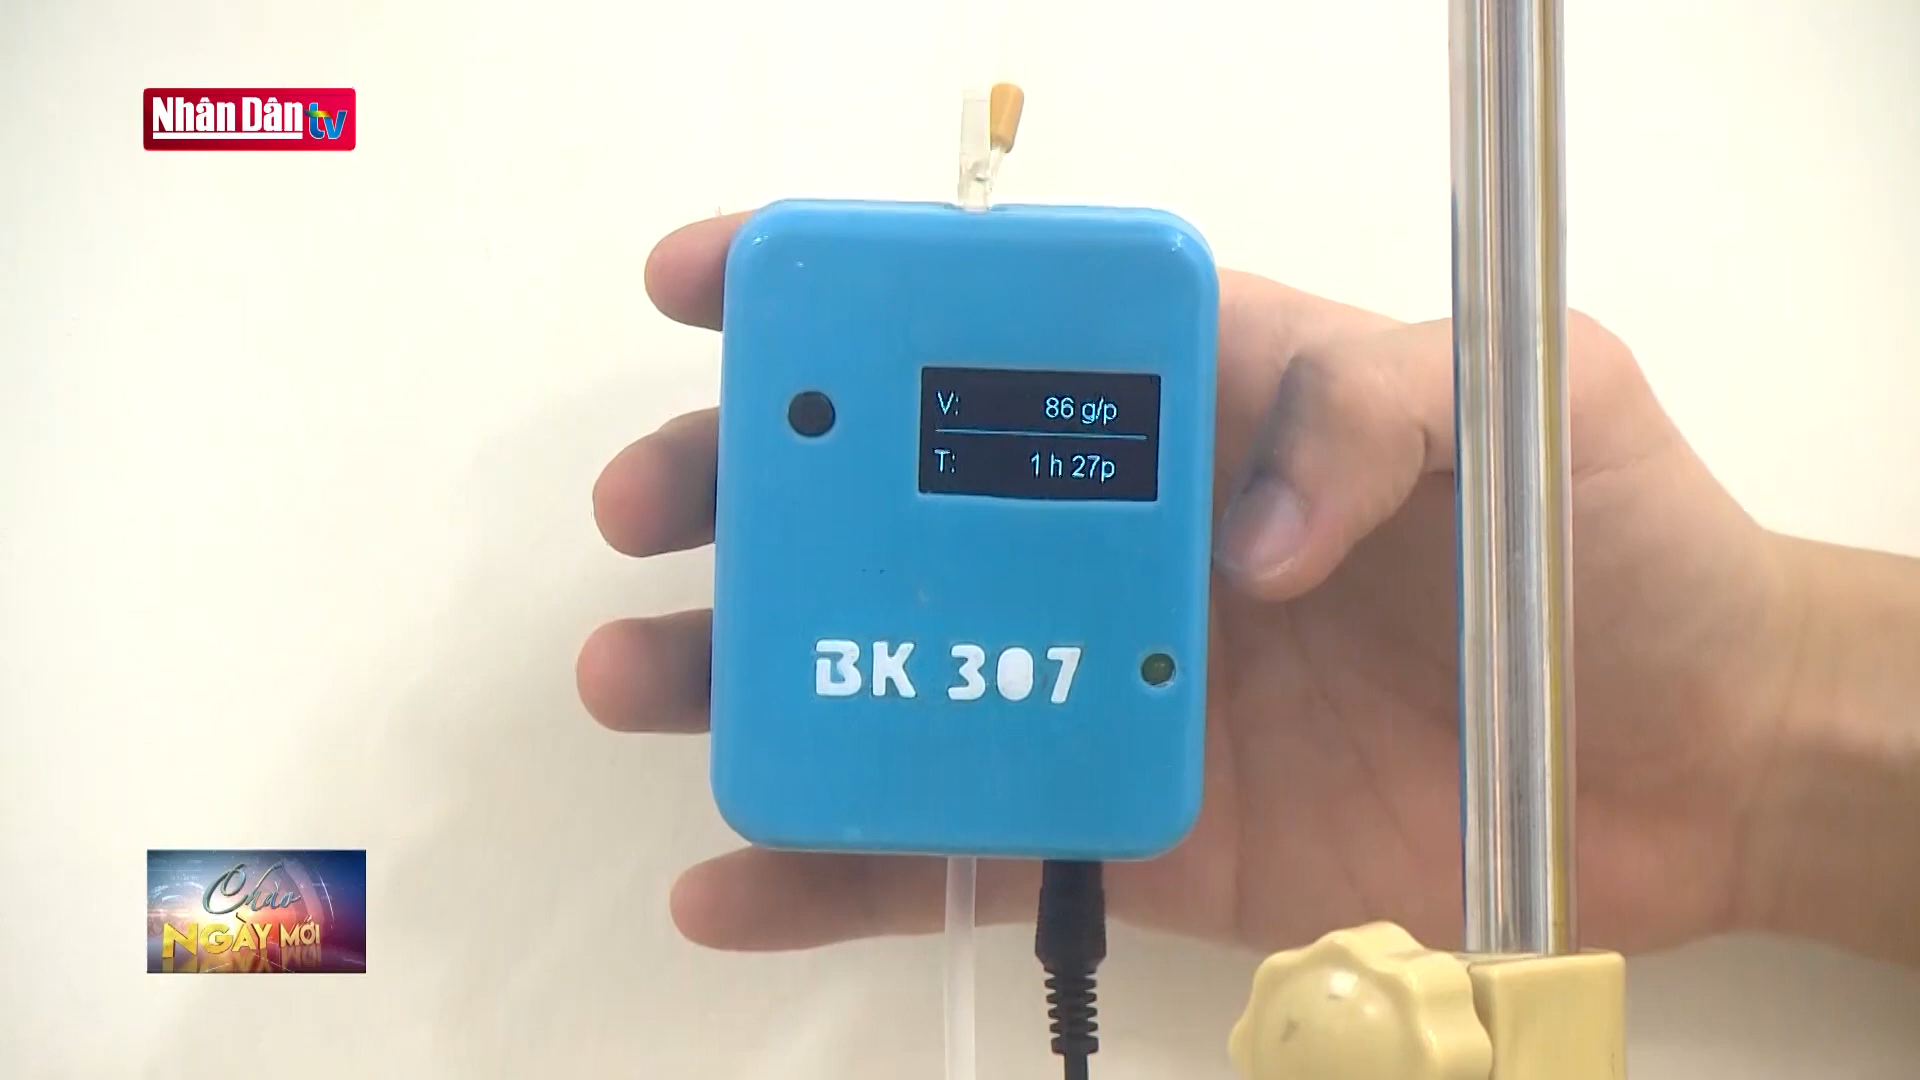 Nhân Dân tv
V: 86 g/p
T: 1 h 27p
BK 307
Chào
NGÀY MỚI